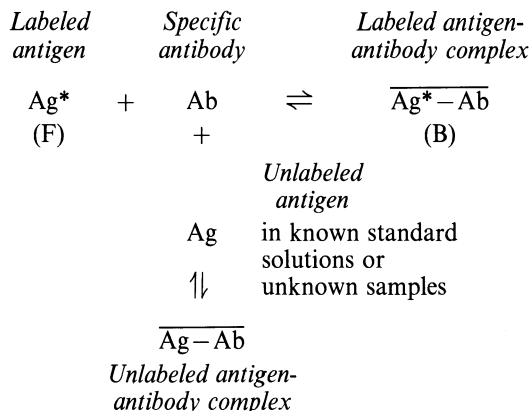 Labeled antigen Specific antibody Labeled antigen-
antibody complex
Ag* + Ab ⇌ Ag* – Ab
(F) + (B)
Unlabeled
antigen
Ag in known standard
solutions or
⇅ unknown samples
Ag – Ab
Unlabeled antigen-
antibody complex